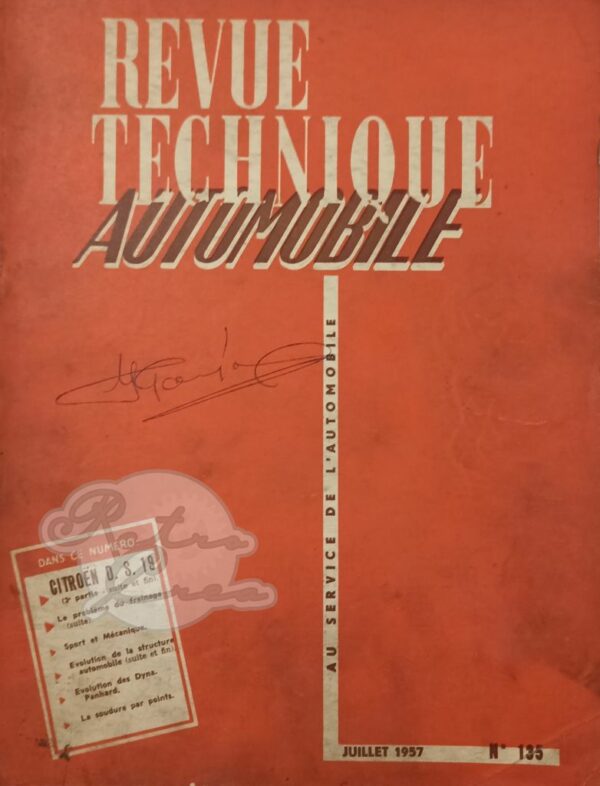 REVUE
TECHNIQUE
AUTOMOBILE
AU SERVICE DE L'AUTOMOBILE
Retro
DANS CE NUMÉRO
CITROËN D. S. 19
(2e partie, suite et fin).
Le problème du freinage
(suite).
Sport et Mécanique.
Evolution de la structure
automobile (suite et fin).
Evolution des Dyna.
Panhard.
La soudure par points.
JUILLET 1957
N° 135